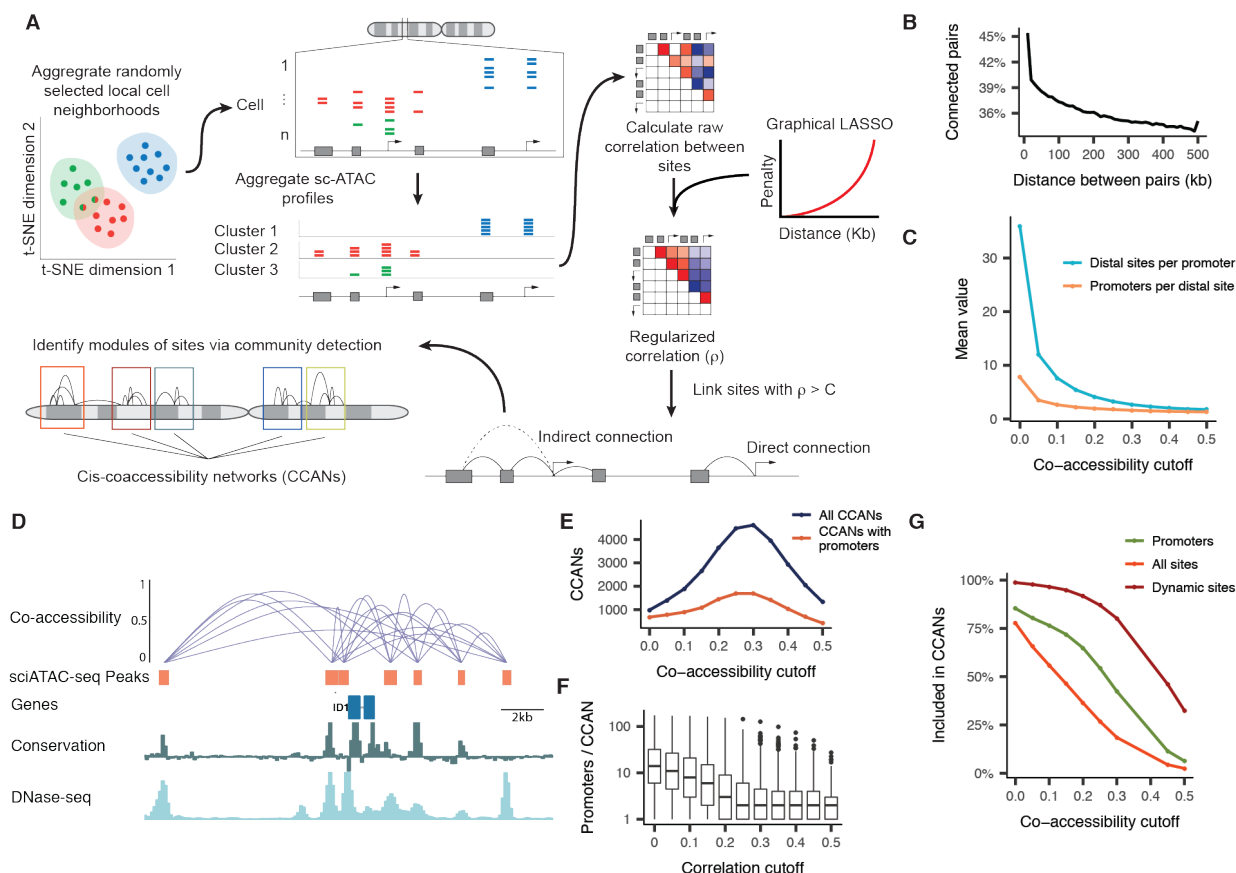 A
Aggregrate randomly
selected local cell
neighborhoods
t-SNE dimension 2
t-SNE dimension 1
Cell
1
⋮
n
Aggregate sc-ATAC
profiles
Cluster 1
Cluster 2
Cluster 3
Calculate raw
correlation between
sites
Graphical LASSO
Penalty
Distance (Kb)
Regularized
correlation (ρ)
Link sites with ρ > C
Indirect connection
Direct connection
Identify modules of sites via community detection
Cis-coaccessibility networks (CCANs)
B
Connected pairs
45%
42%
39%
36%
0 100 200 300 400 500
Distance between pairs (kb)
C
Mean value
30
20
10
0
Distal sites per promoter
Promoters per distal site
0.0 0.1 0.2 0.3 0.4 0.5
Co-accessibility cutoff
D
Co-accessibility
1
0.5
0
sciATAC-seq Peaks
Genes
ID1
2kb
Conservation
DNase-seq
E
CCANs
4000
3000
2000
1000
All CCANs
CCANs with
promoters
0.0 0.1 0.2 0.3 0.4 0.5
Co-accessibility cutoff
F
Promoters / CCAN
100
10
1
0 0.1 0.2 0.3 0.4 0.5
Correlation cutoff
G
Promoters
All sites
Dynamic sites
Included in CCANs
100%
75%
50%
25%
0%
0.0 0.1 0.2 0.3 0.4 0.5
Co-accessibility cutoff